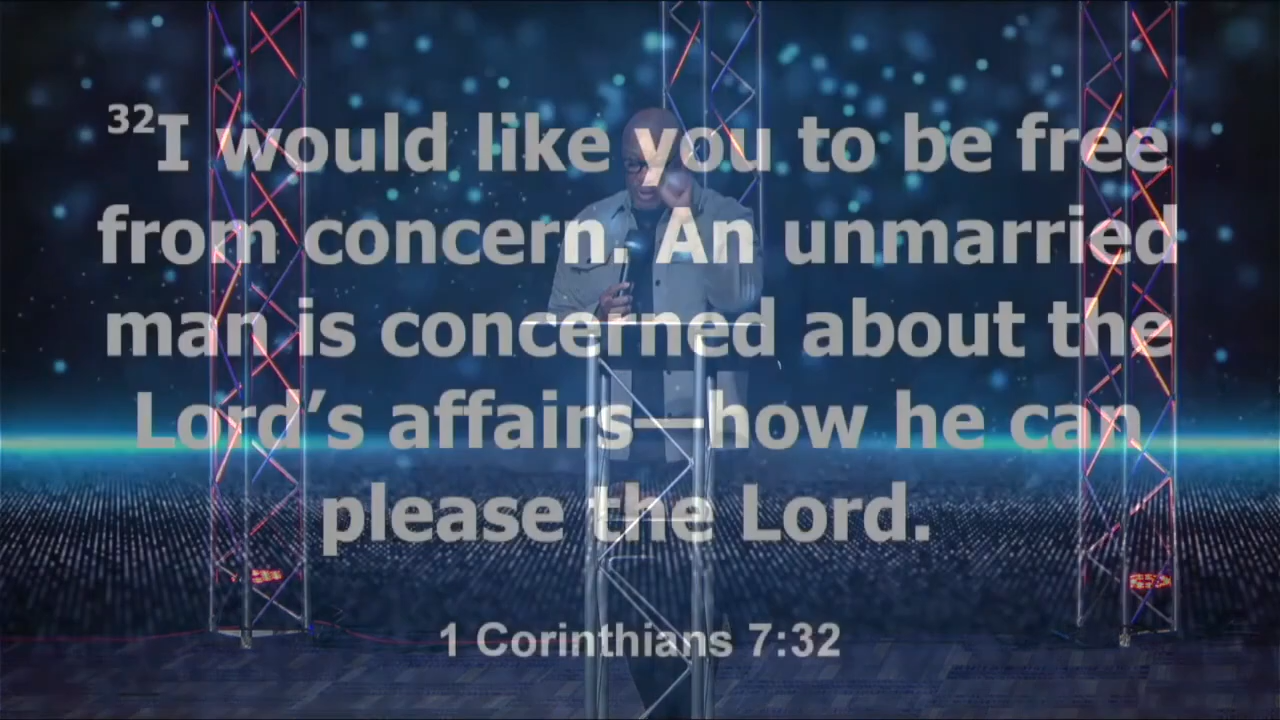 32I would like you to be free
from concern. An unmarried
man is concerned about the
Lord’s affairs—how he can
please the Lord.
1 Corinthians 7:32